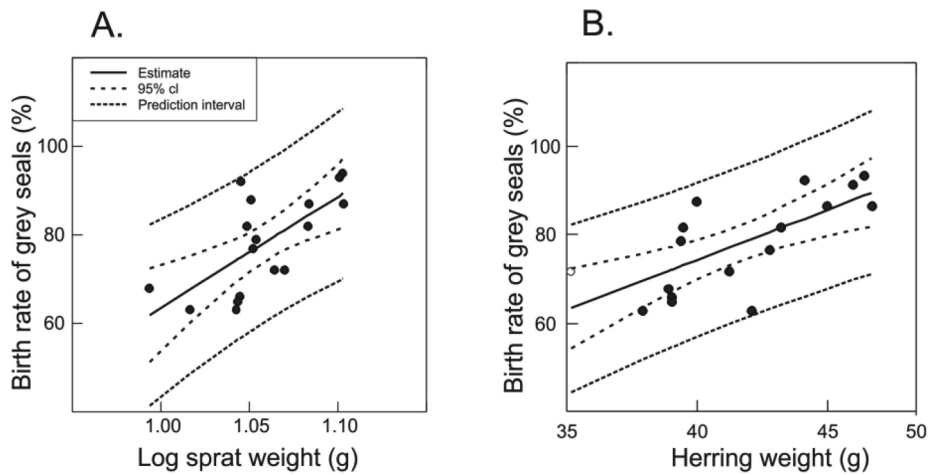 A.
Estimate
95% cl
Prediction interval
Birth rate of grey seals (%)
100
80
60
1.00
1.05
1.10
Log sprat weight (g)
B.
Birth rate of grey seals (%)
100
80
60
40
35
40
45
50
Herring weight (g)